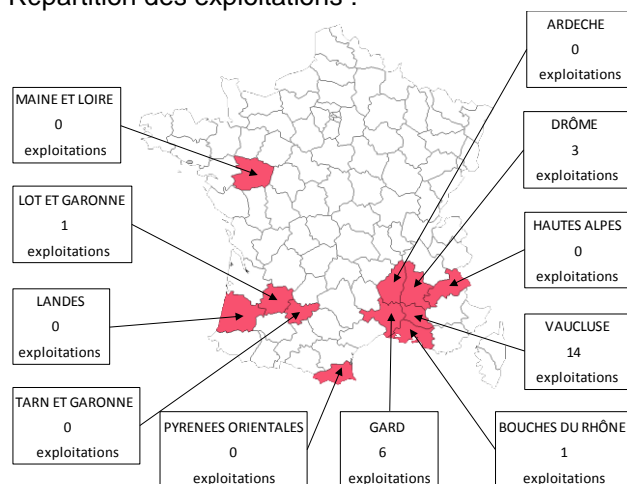 Répartition des exploitations :
ARDECHE
0
exploitations
MAINE ET LOIRE
0
exploitations
DRÔME
3
exploitations
LOT ET GARONNE
1
exploitations
HAUTES ALPES
0
exploitations
LANDES
0
exploitations
VAUCLUSE
14
exploitations
TARN ET GARONNE
0
exploitations
PYRENEES ORIENTALES
0
exploitations
GARD
6
exploitations
BOUCHES DU RHÔNE
1
exploitations